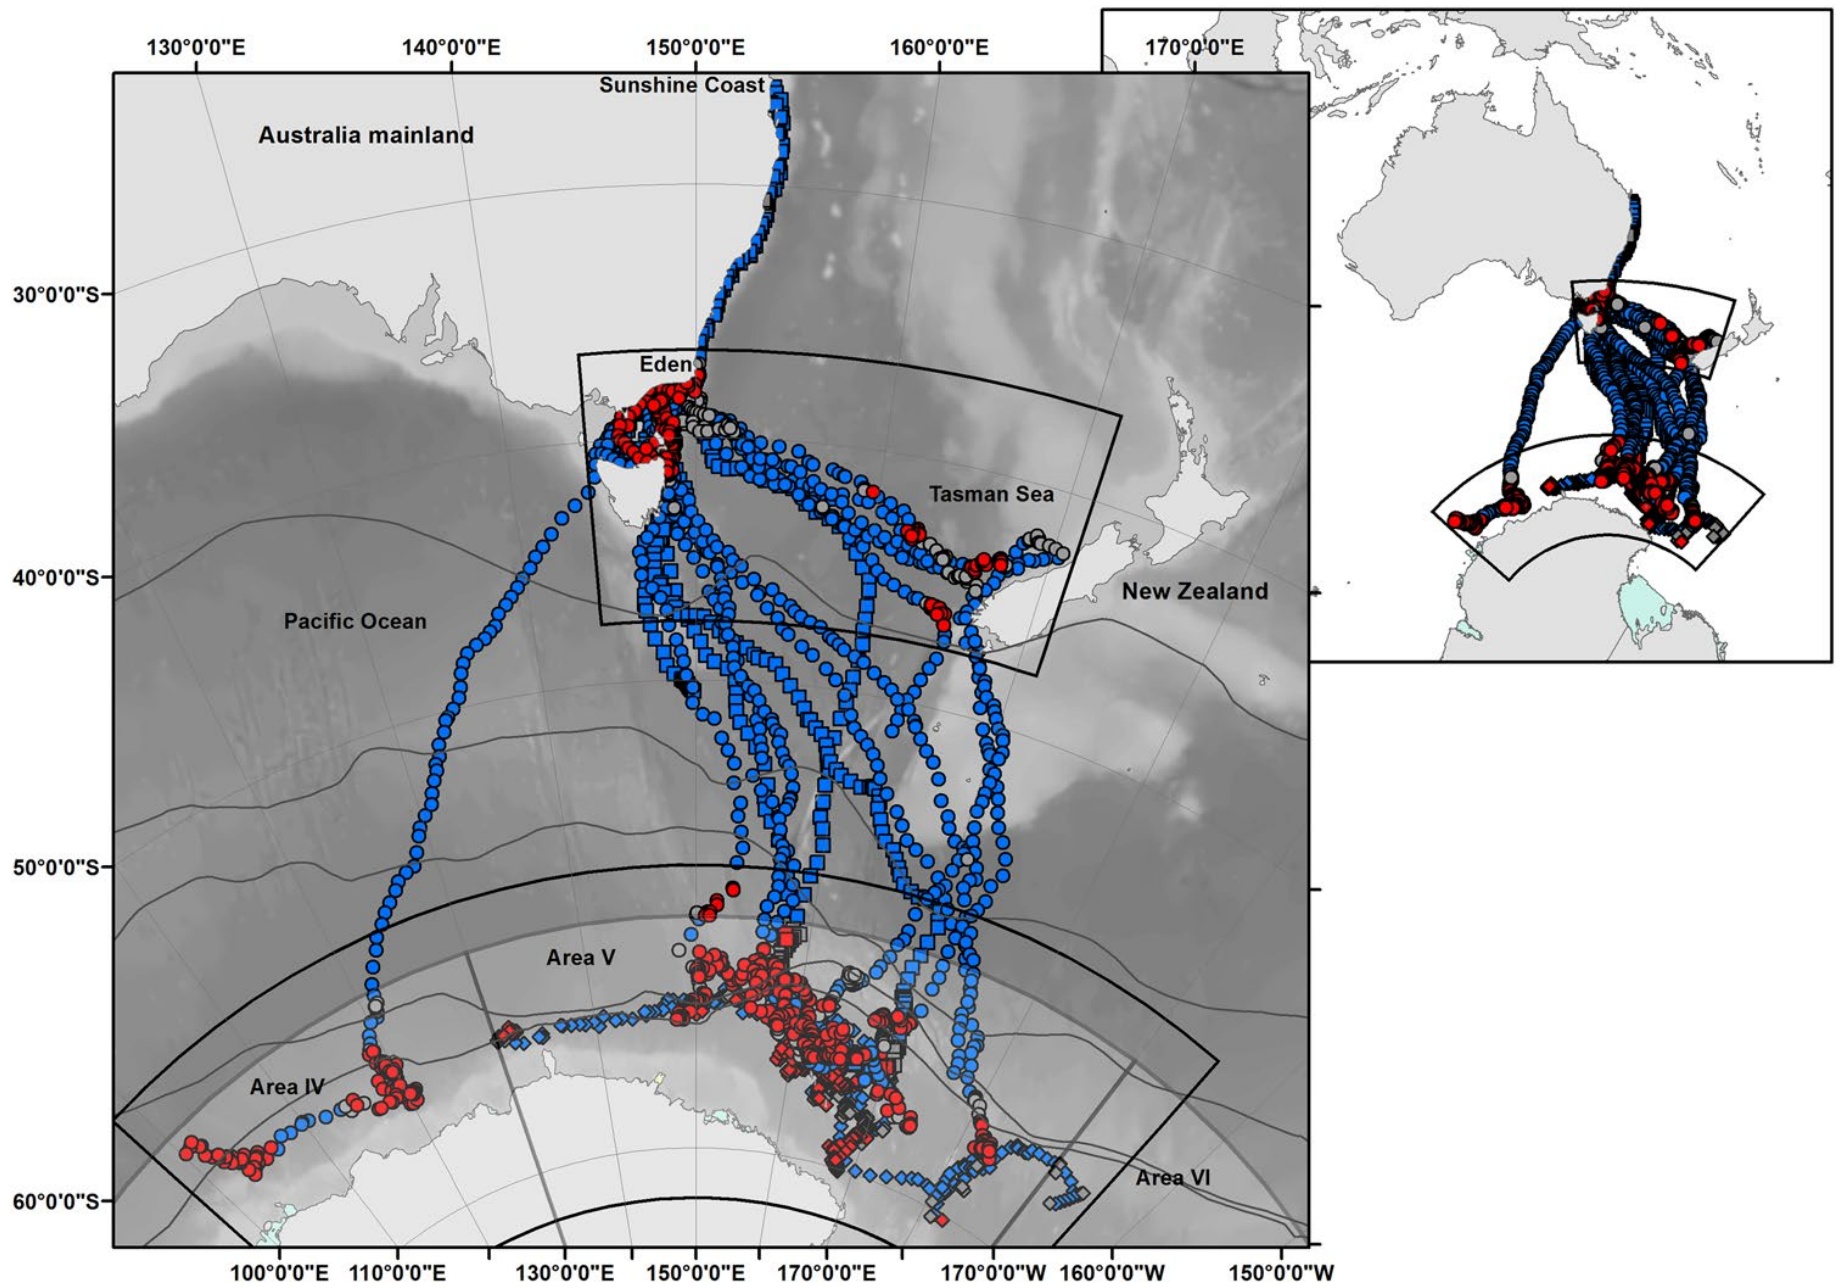 130°0'0"E 140°0'0"E 150°0'0"E 160°0'0"E 170°0'0"E
Sunshine Coast
Australia mainland
30°0'0"S
Eden
Tasman Sea
40°0'0"S
New Zealand
Pacific Ocean
50°0'0"S
Area V
Area IV
Area VI
60°0'0"S
100°0'0"E 110°0'0"E 130°0'0"E 150°0'0"E 170°0'0"E 170°0'0"W 160°0'0"W 150°0'0"W